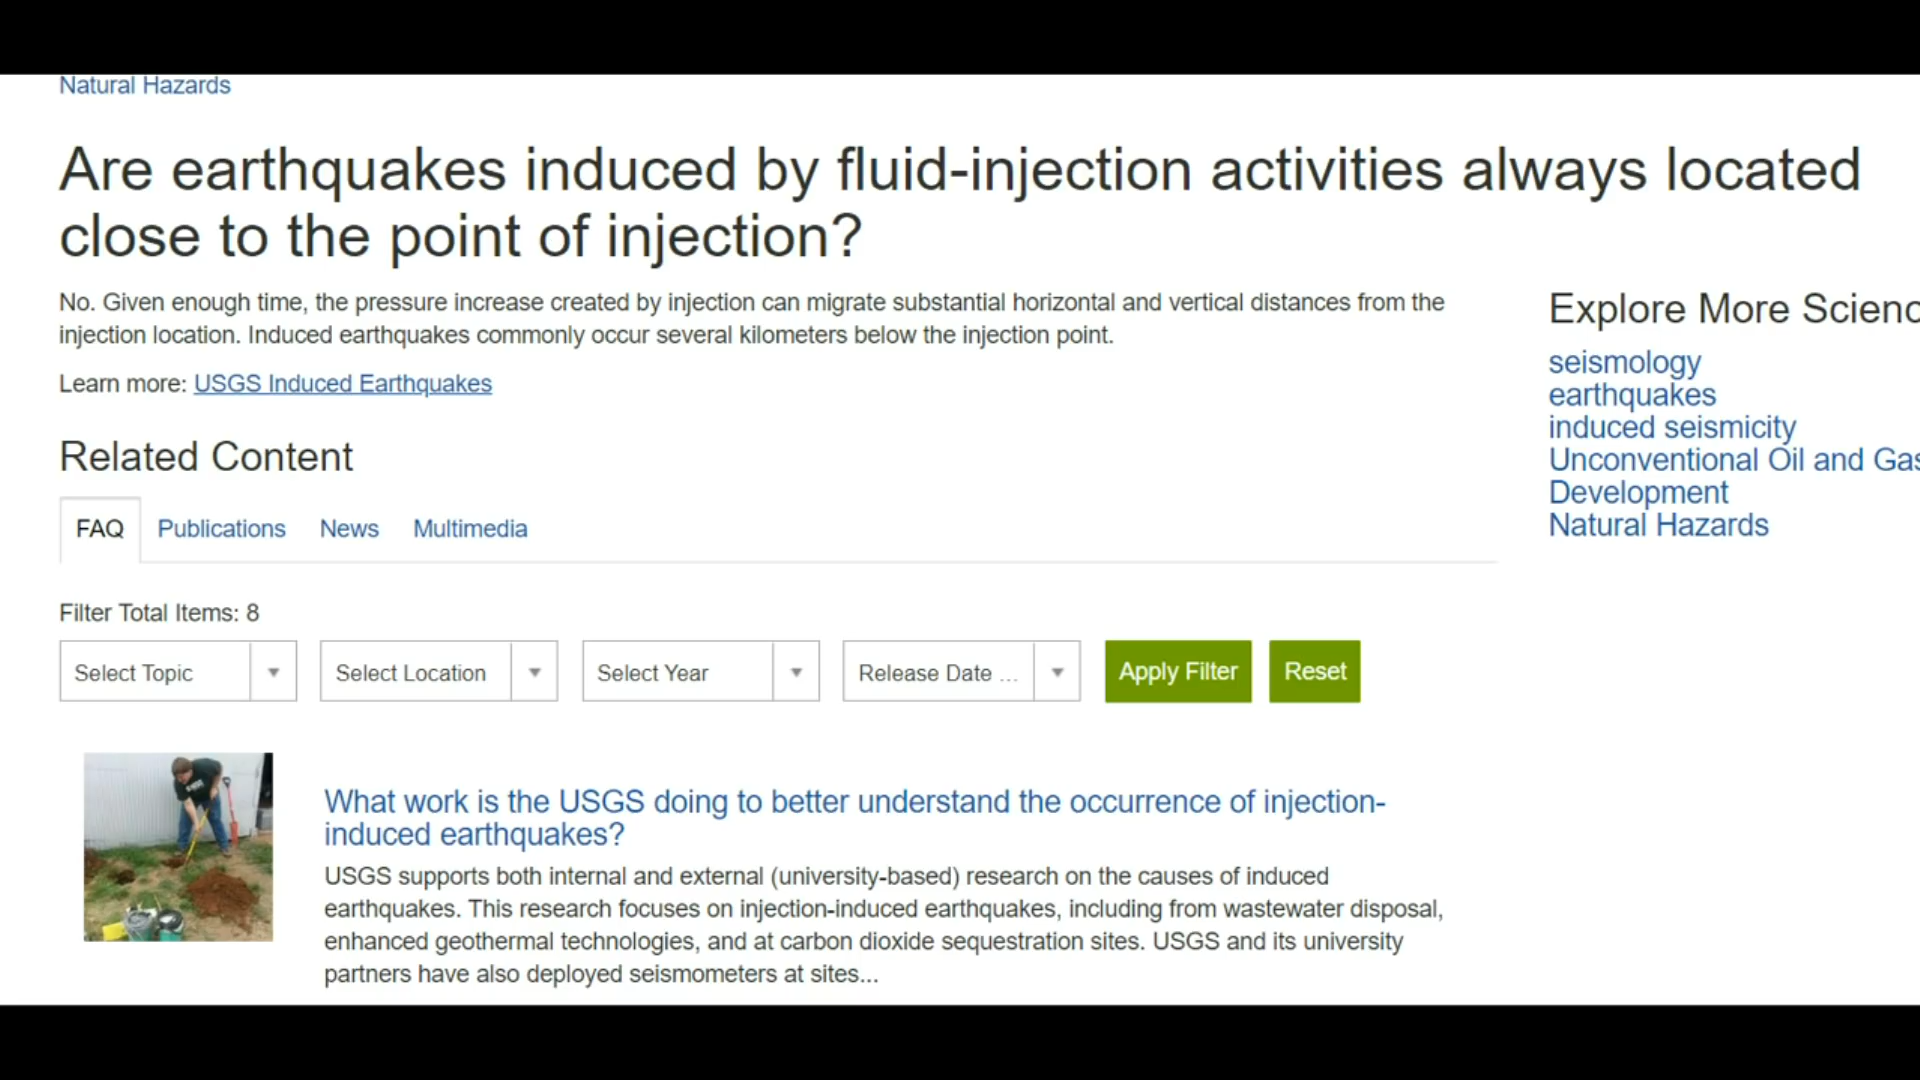 Natural Hazards
Are earthquakes induced by fluid-injection activities always located
close to the point of injection?
No. Given enough time, the pressure increase created by injection can migrate substantial horizontal and vertical distances from the
injection location. Induced earthquakes commonly occur several kilometers below the injection point.
Learn more: USGS Induced Earthquakes
Explore More Scienc
seismology
earthquakes
induced seismicity
Unconventional Oil and Gas
Development
Natural Hazards
Related Content
FAQ Publications News Multimedia
Filter Total Items: 8
Select Topic Select Location Select Year Release Date ... Apply Filter Reset
What work is the USGS doing to better understand the occurrence of injection-
induced earthquakes?
USGS supports both internal and external (university-based) research on the causes of induced
earthquakes. This research focuses on injection-induced earthquakes, including from wastewater disposal,
enhanced geothermal technologies, and at carbon dioxide sequestration sites. USGS and its university
partners have also deployed seismometers at sites...